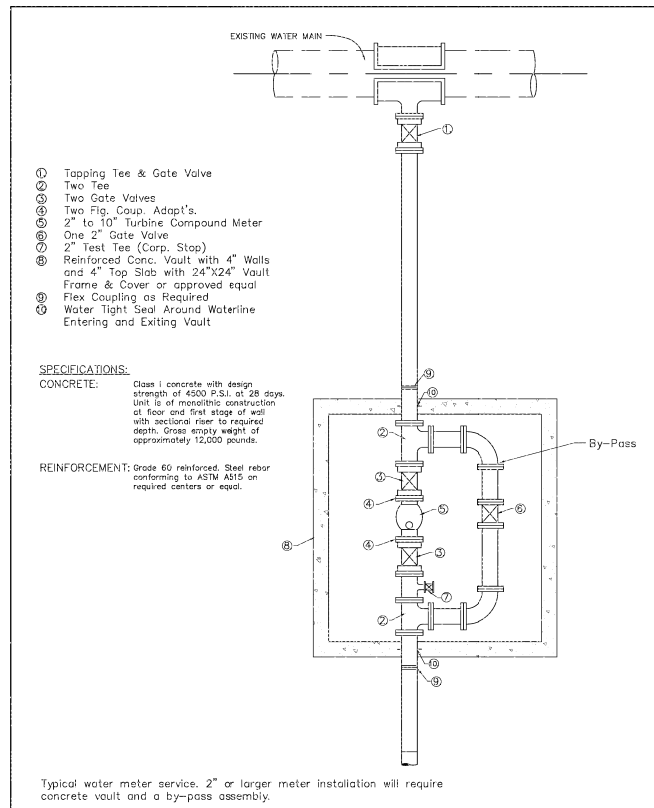 EXISTING WATER MAIN
①
① Tapping Tee & Gate Valve
② Two Tee
③ Two Gate Valves
④ Two Flg. Coup. Adapt's.
⑤ 2" to 10" Turbine Compound Meter
⑥ One 2" Gate Valve
⑦ 2" Test Tee (Corp. Stop)
⑧ Reinforced Conc. Vault with 4" Walls
and 4" Top Slab with 24"X24" Vault
Frame & Cover or approved equal
⑨ Flex Coupling as Required
⑩ Water Tight Seal Around Waterline
Entering and Exiting Vault
SPECIFICATIONS:
CONCRETE: Class I concrete with design
strength of 4500 P.S.I. at 28 days.
Unit is of monolithic construction
at floor and first stage of wall
with sectional riser to required
depth. Gross empty weight of
approximately 12,000 pounds.
REINFORCEMENT: Grade 60 reinforced. Steel rebar
conforming to ASTM A515 on
required centers or equal.
⑨
⑩
②
By-Pass
③
④
⑤
⑥
⑧
④
③
⑦
②
⑩
⑨
Typical water meter service. 2" or larger meter installation will require
concrete vault and a by-pass assembly.